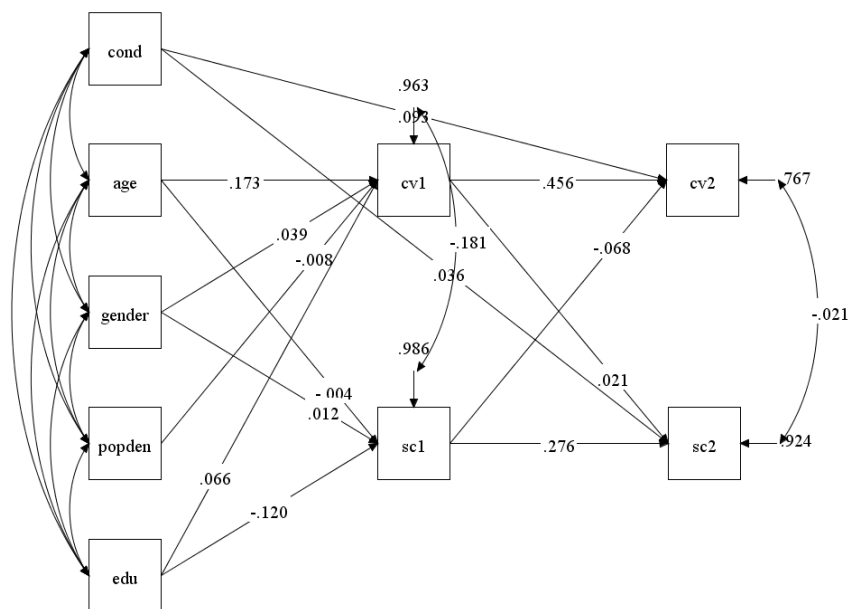 cond
.963
.093
age
.173
cv1
.456
cv2
.767
.039
-.181
-.068
-.008
.036
gender
-.021
.986
.021
-.004
.012
popden
sc1
.276
sc2
.924
.066
-.120
edu